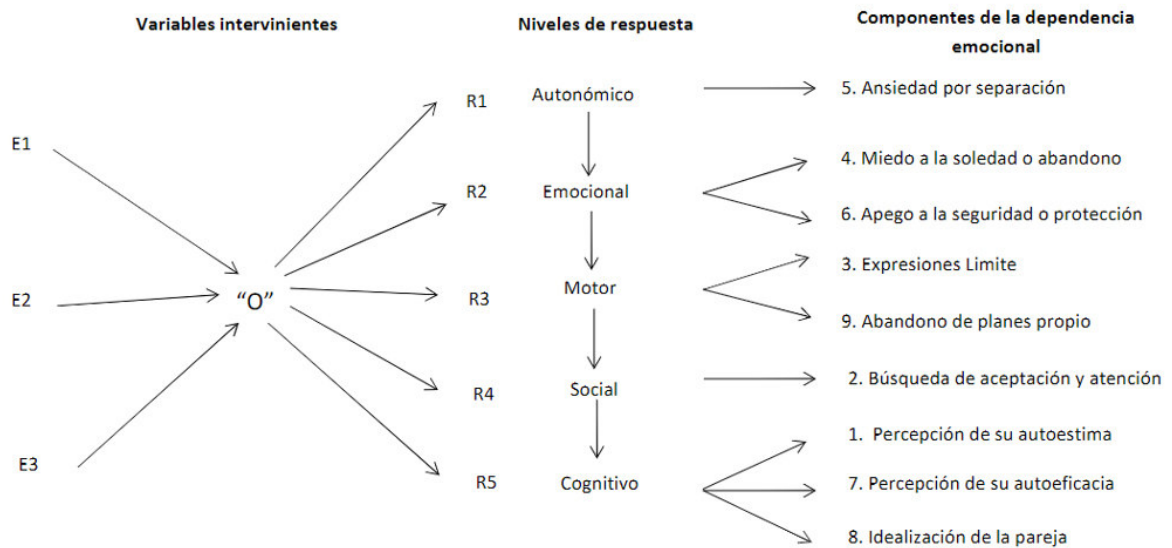 Variables intervinientes
Niveles de respuesta
Componentes de la dependencia
emocional
R1 Autonómico
5. Ansiedad por separación
E1
4. Miedo a la soledad o abandono
R2 Emocional
6. Apego a la seguridad o protección
3. Expresiones Limite
E2
“O”
R3 Motor
9. Abandono de planes propio
R4 Social
2. Búsqueda de aceptación y atención
1. Percepción de su autoestima
E3
R5 Cognitivo
7. Percepción de su autoeficacia
8. Idealización de la pareja